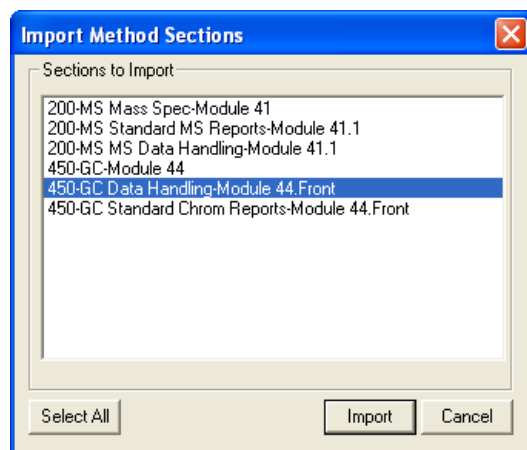 Import Method Sections
Sections to Import
200-MS Mass Spec-Module 41
200-MS Standard MS Reports-Module 41.1
200-MS MS Data Handling-Module 41.1
450-GC-Module 44
450-GC Data Handling-Module 44.Front
450-GC Standard Chrom Reports-Module 44.Front
Select All
Import
Cancel